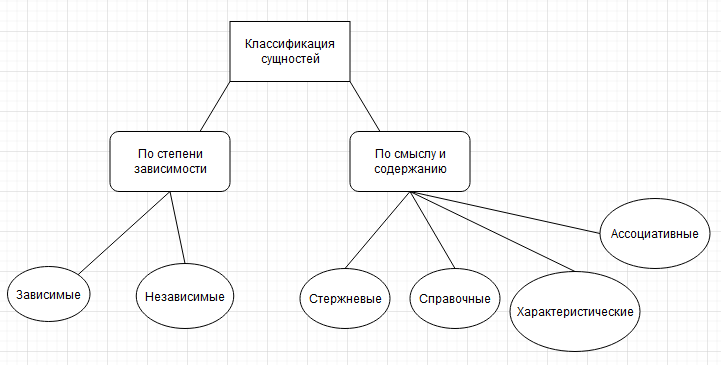 Классификация
сущностей
По степени
зависимости
По смыслу и
содержанию
Ассоциативные
Зависимые
Независимые
Стержневые
Справочные
Характеристические